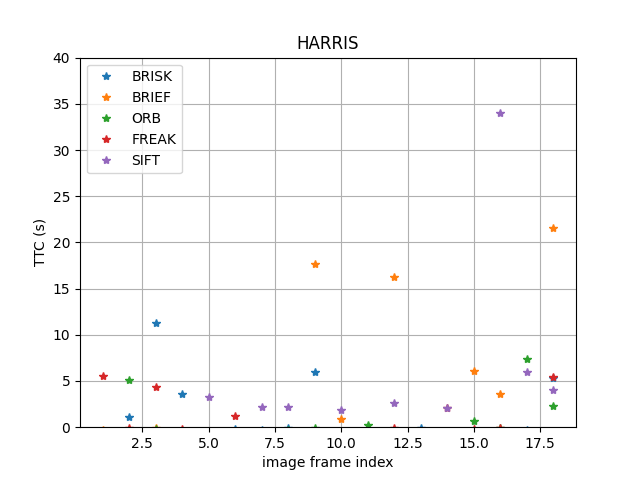 HARRIS
40
35
30
25
20
15
10
5
0
TTC (s)
BRISK
BRIEF
ORB
FREAK
SIFT
2.5 5.0 7.5 10.0 12.5 15.0 17.5
image frame index